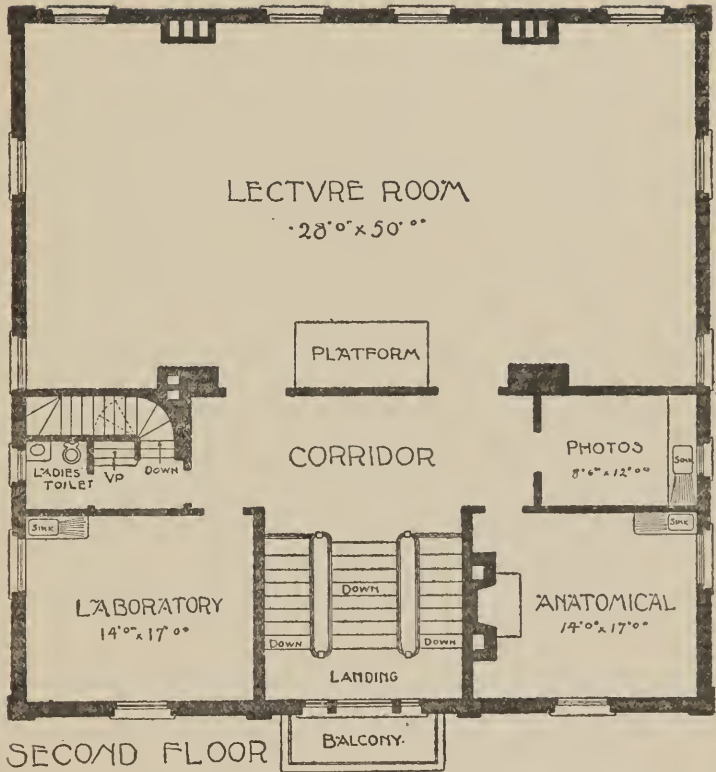 LECTVRE ROOM
·28'0" x 50'0"
PLATFORM
CORRIDOR
PHOTOS
8'6" x 12'0"
SINK
LADIES'
TOILET
VP
DOWN
SINK
LABORATORY
14'0" x 17'0"
DOWN
DOWN
DOWN
LANDING
SINK
ANATOMICAL
14'0" x 17'0"
BALCONY.
SECOND FLOOR